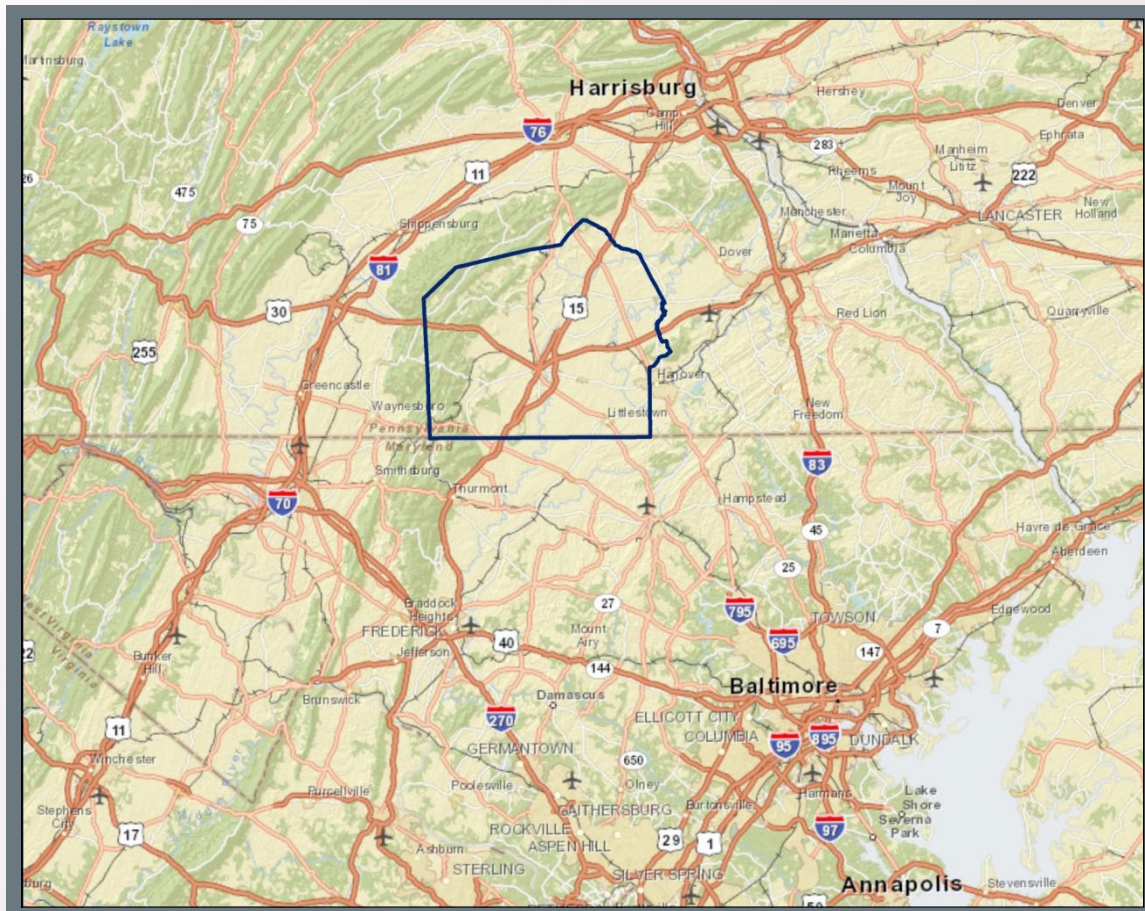 Raystown
Lake
Martinsburg
Harrisburg
Hershey
Camp
Hill
Denver
76
Ephrata
283
Manheim
Lititz
26
11
Rheems
222
475
Mount
Joy
New
Holland
Manchester
LANCASTER
75
Shippensburg
Marietta
Columbia
Dover
81
15
30
Red Lion
Quarryville
255
Greencastle
Hanover
Waynesboro
Littlestown
New
Freedom
Pennsylvania
Maryland
83
Smithsburg
Thurmont
Hampstead
70
Havre de Grace
45
Aberdeen
25
27
795
Edgewood
Braddock
Heights
TOWSON
7
FREDERICK
40
Mount
Airy
695
147
22
Jefferson
144
Virginia
Bunker
Hill
Brunswick
Damascus
Baltimore
270
ELLICOTT CITY
11
COLUMBIA
95
895
DUNDALK
GERMANTOWN
650
Winchester
Purcellville
Poolesville
Olney
Harmans
Lake
Shore
Stephens
City
GAITHERSBURG
Burtonsville
Severna
Park
17
ROCKVILLE
97
ASPEN HILL
29
1
Ashburn
STERLING
SILVER SPRING
Annapolis
Stevensville
50